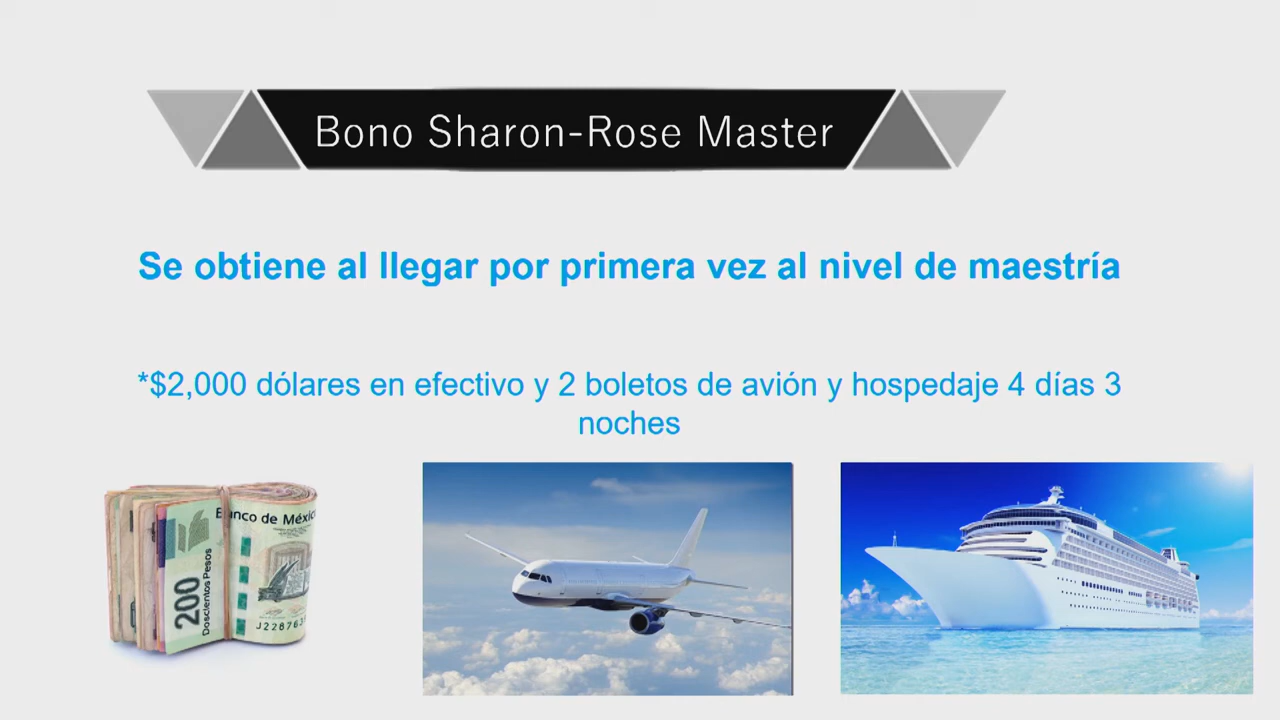 Bono Sharon-Rose Master
Se obtiene al llegar por primera vez al nivel de maestría
*$2,000 dólares en efectivo y 2 boletos de avión y hospedaje 4 días 3
noches
Banco de Méxic
200
Doscientos Pesos